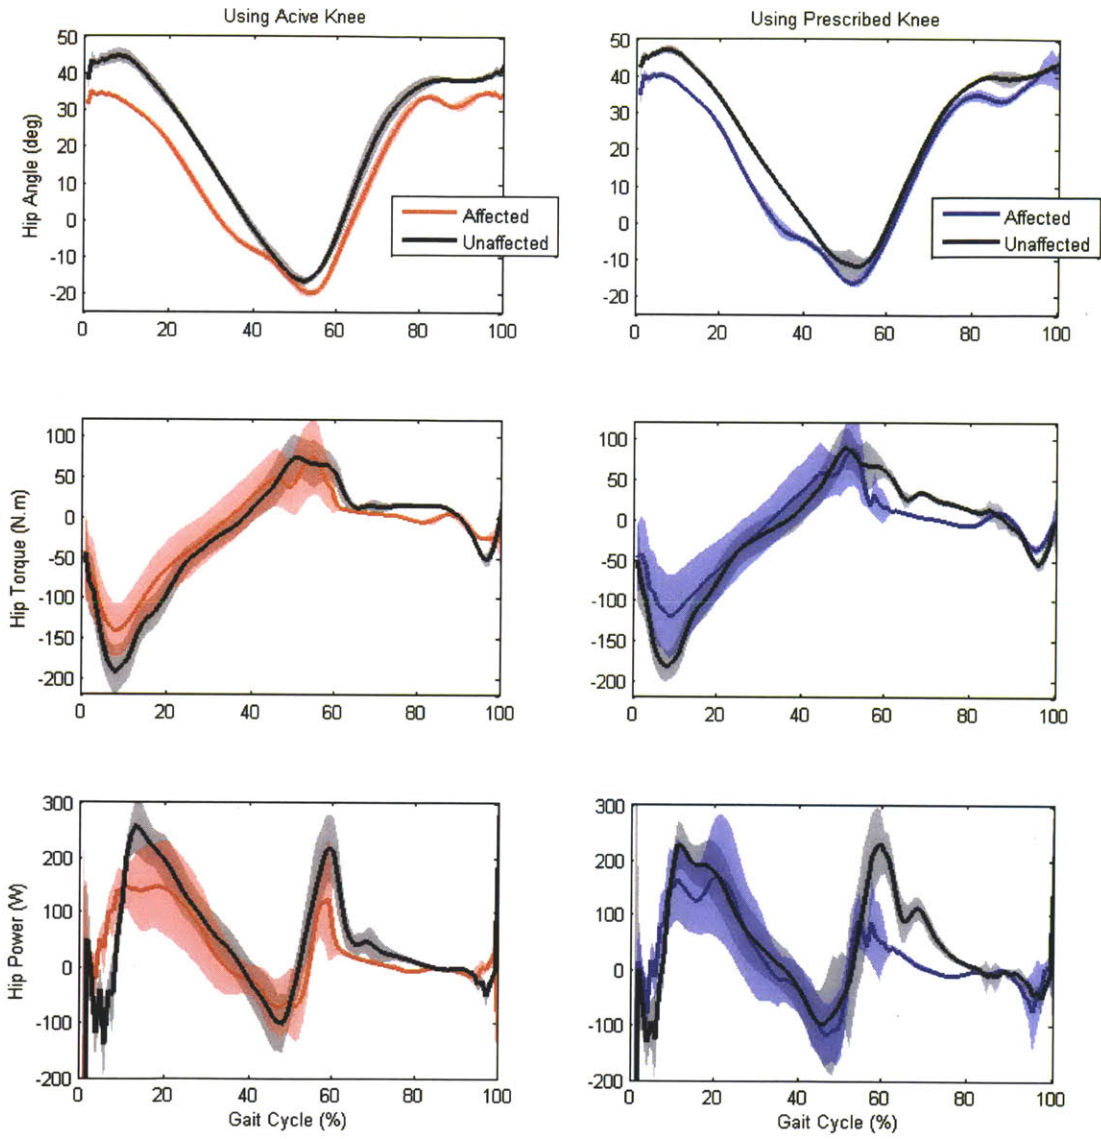 Using Acive Knee
Using Prescribed Knee
Hip Angle (deg)
50
40
30
20
10
0
-10
-20
0 20 40 60 80 100
Affected
Unaffected
50
40
30
20
10
0
-10
-20
0 20 40 60 80 100
Affected
Unaffected
Hip Torque (N.m)
100
50
0
-50
-100
-150
-200
0 20 40 60 80 100
100
50
0
-50
-100
-150
-200
0 20 40 60 80 100
Hip Power (W)
300
200
100
0
-100
-200
0 20 40 60 80 100
Gait Cycle (%)
300
200
100
0
-100
-200
0 20 40 60 80 100
Gait Cycle (%)